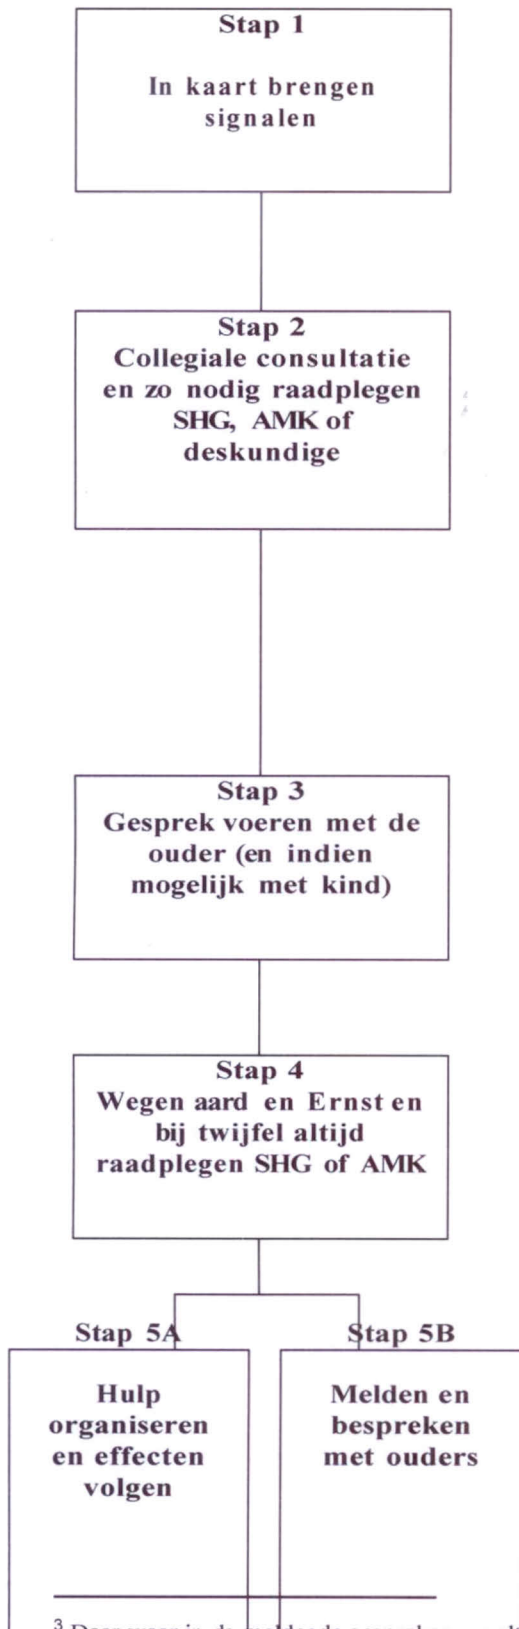 Stap 1
In kaart brengen
signalen
Stap 2
Collegiale consultatie
en zo nodig raadplegen
SHG, AMK of
deskundige
Stap 3
Gesprek voeren met de
ouder (en indien
mogelijk met kind)
Stap 4
Wegen aard en Ernst en
bij twijfel altijd
raadplegen SHG of AMK
Stap 5A
Hulp
organiseren
en effecten
volgen
Stap 5B
Melden en
bespreken
met ouders
3